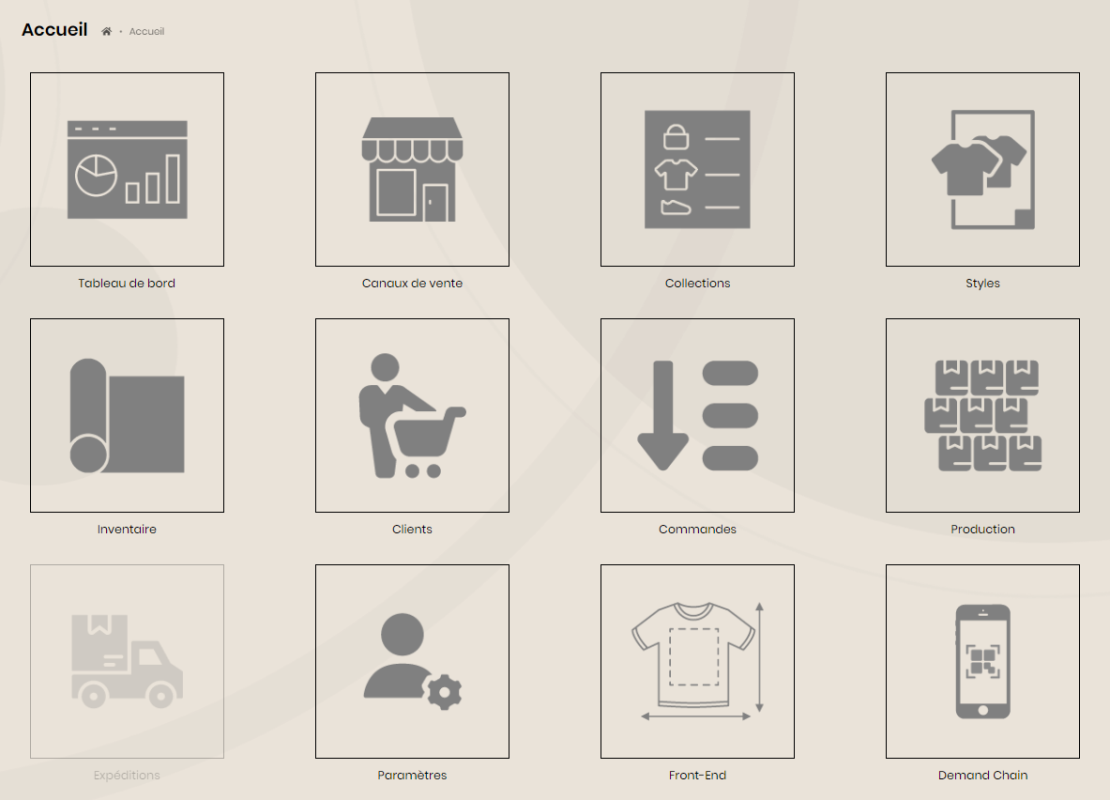 Accueil • Accueil
Tableau de bord Canaux de vente Collections Styles
Inventaire Clients Commandes Production
Expéditions Paramètres Front-End Demand Chain